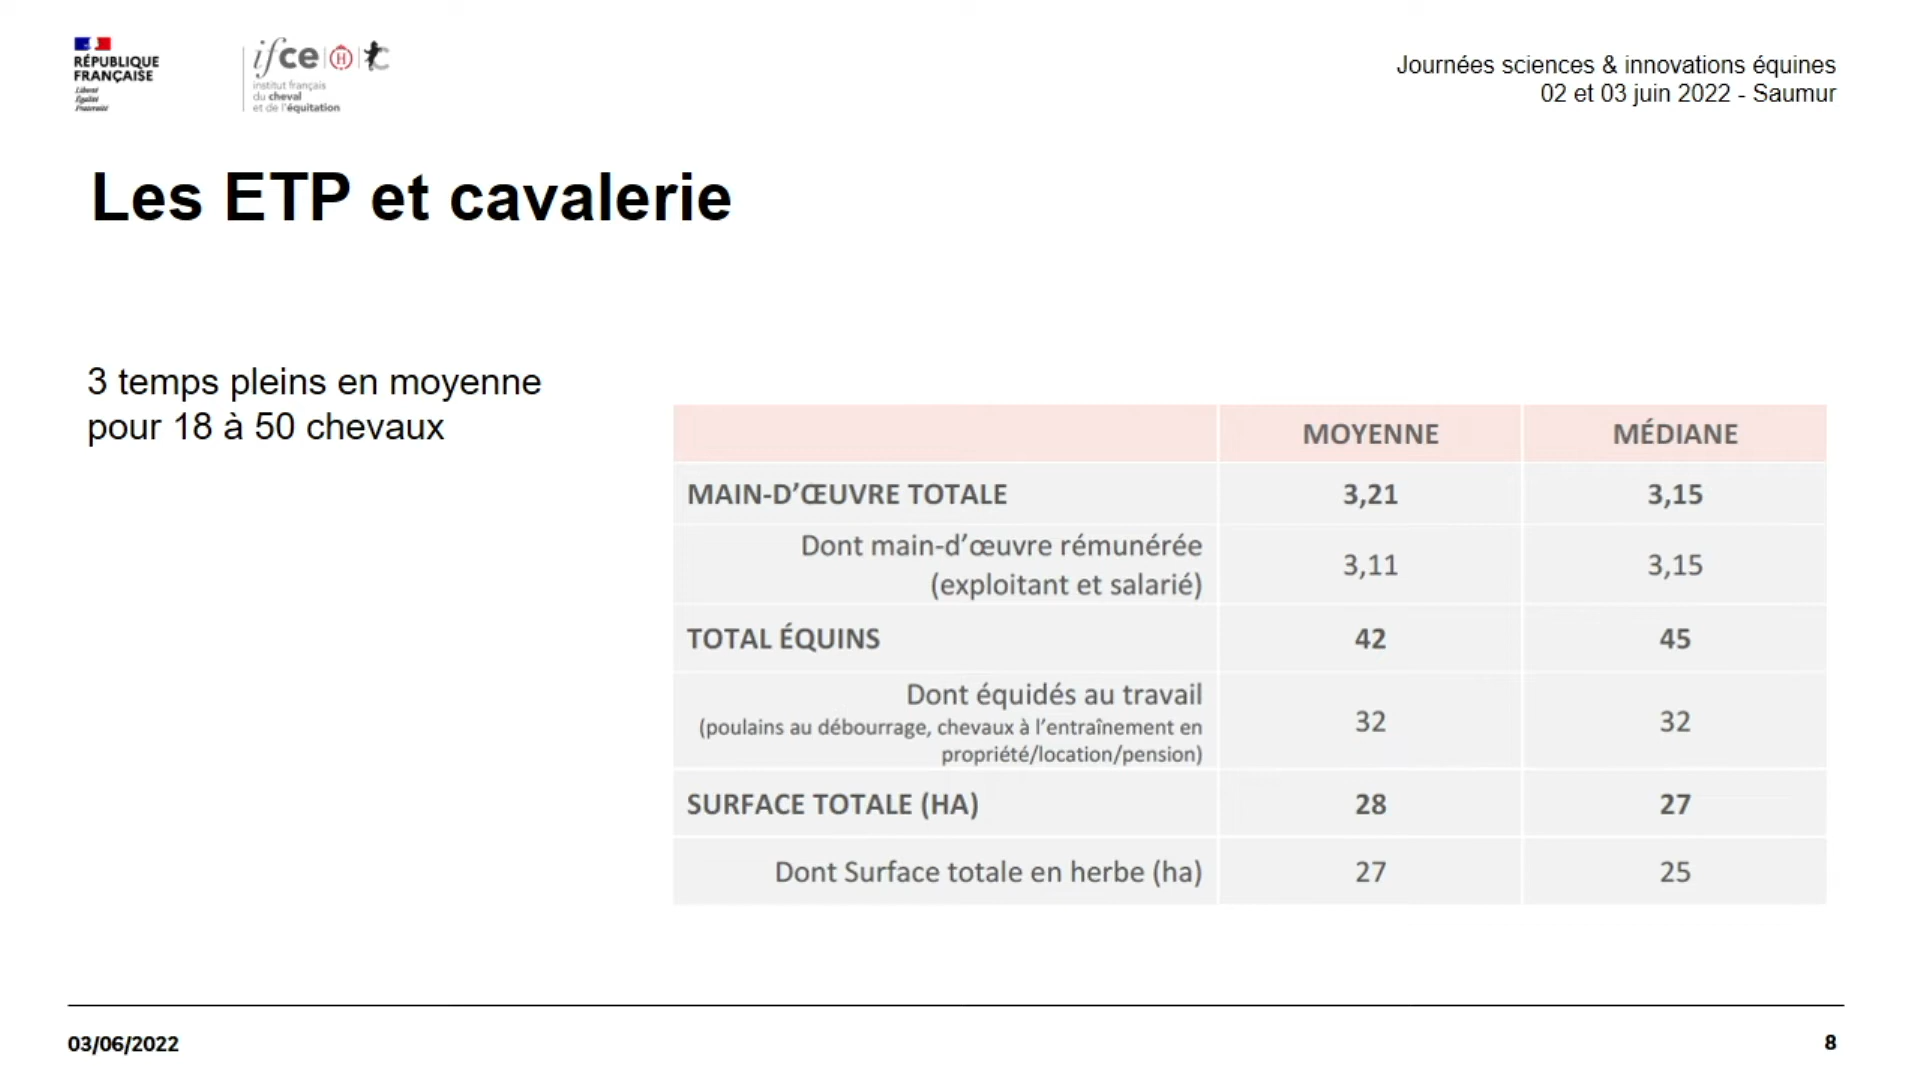 RÉPUBLIQUE
FRANÇAISE
Liberté
Égalité
Fraternité
ifce
institut français
du cheval
et de l'équitation
Journées sciences & innovations équines
02 et 03 juin 2022 - Saumur
Les ETP et cavalerie
3 temps pleins en moyenne
pour 18 à 50 chevaux
MOYENNE MÉDIANE
MAIN-D’ŒUVRE TOTALE 3,21 3,15
Dont main-d’œuvre rémunérée
(exploitant et salarié) 3,11 3,15
TOTAL ÉQUINS 42 45
Dont équidés au travail
(poulains au débourrage, chevaux à l’entraînement en
propriété/location/pension) 32 32
SURFACE TOTALE (HA) 28 27
Dont Surface totale en herbe (ha) 27 25
03/06/2022
8